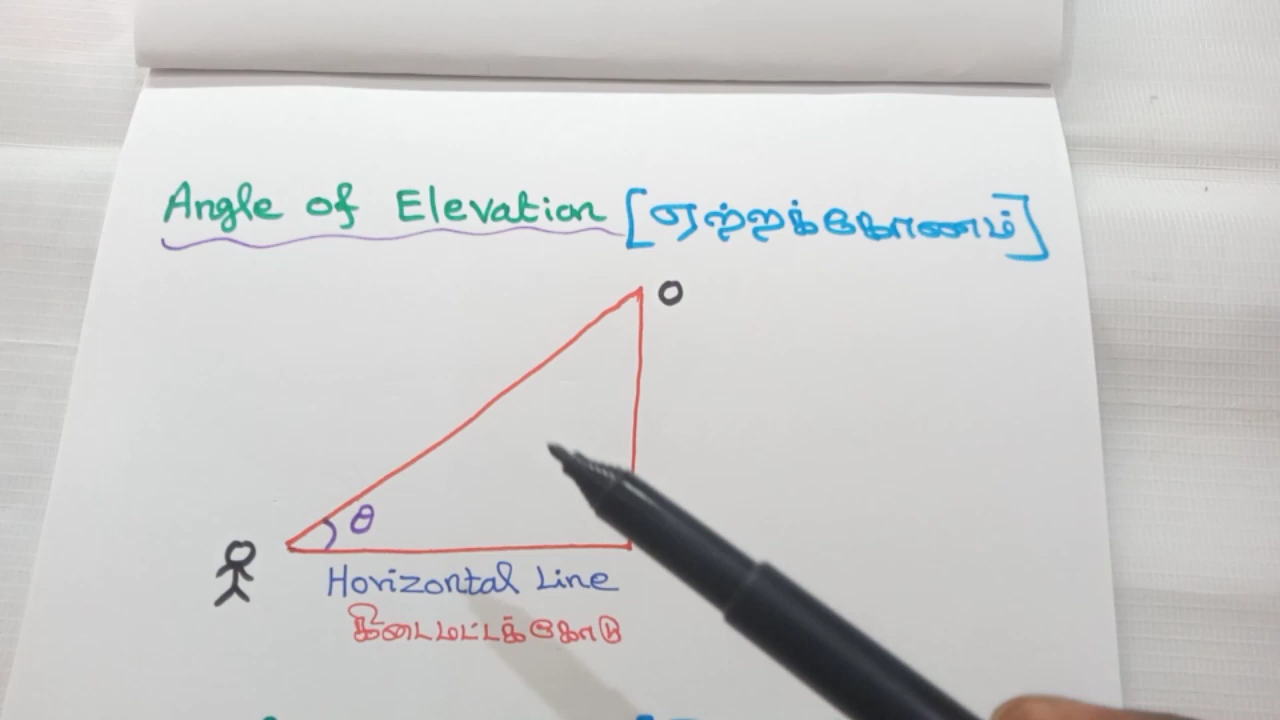 Angle of Elevation [ஏற்றக்கோணம்]
O
θ
Horizontal Line
கிடைமட்டக்கோடு